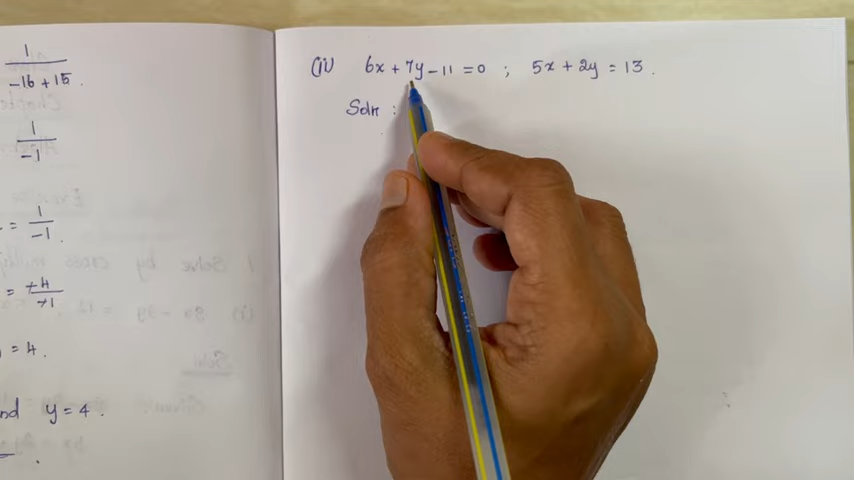 1
-16 + 15 .
1
-1
= 1
-1 .
= +4
+1
= 4 .
nd y = 4 .
(ii) 6x + 7y - 11 = 0 ; 5x + 2y = 13 .
Soln :